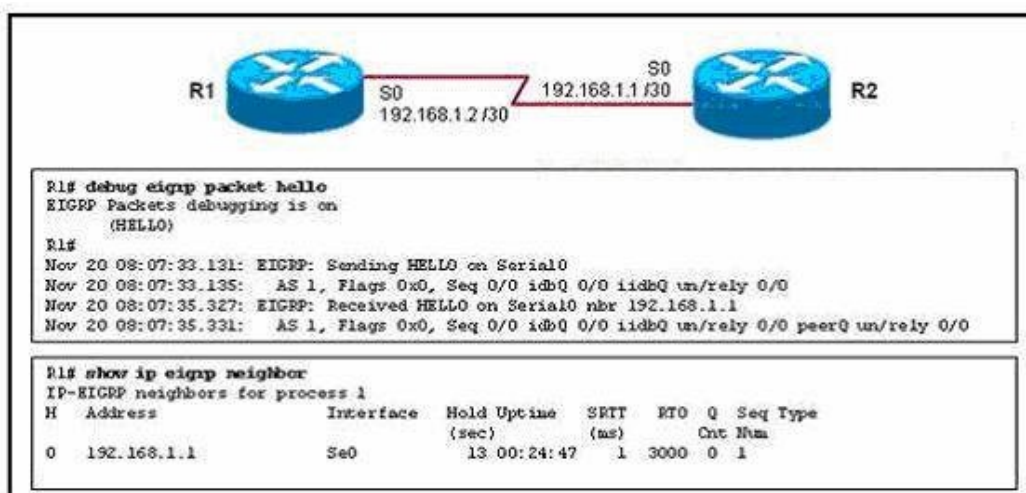 R1
S0
192.168.1.2 /30
S0
192.168.1.1 /30
R2
R1# debug eigrp packet hello
EIGRP Packets debugging is on
(HELLO)
R1#
Nov 20 08:07:33.131: EIGRP: Sending HELLO on Serial0
Nov 20 08:07:33.135: AS 1, Flags 0x0, Seq 0/0 idbQ 0/0 iidbQ un/rely 0/0
Nov 20 08:07:35.327: EIGRP: Received HELLO on Serial0 nbr 192.168.1.1
Nov 20 08:07:35.331: AS 1, Flags 0x0, Seq 0/0 idbQ 0/0 iidbQ un/rely 0/0 peerQ un/rely 0/0
R1# show ip eigrp neighbor
IP-EIGRP neighbors for process 1
H Address Interface Hold Uptime SRTT RTO Q Seq Type
(sec) (ms) Cnt Num
0 192.168.1.1 Se0 13 00:24:47 1 3000 0 1